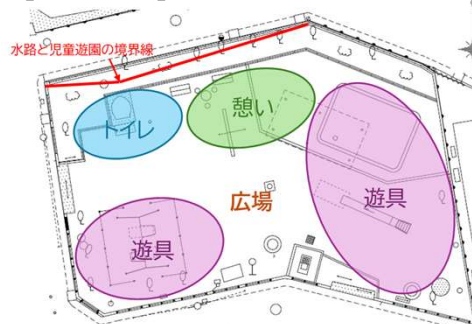 水路と児童遊園の境界線
トイレ
憩い
遊具
広場
遊具